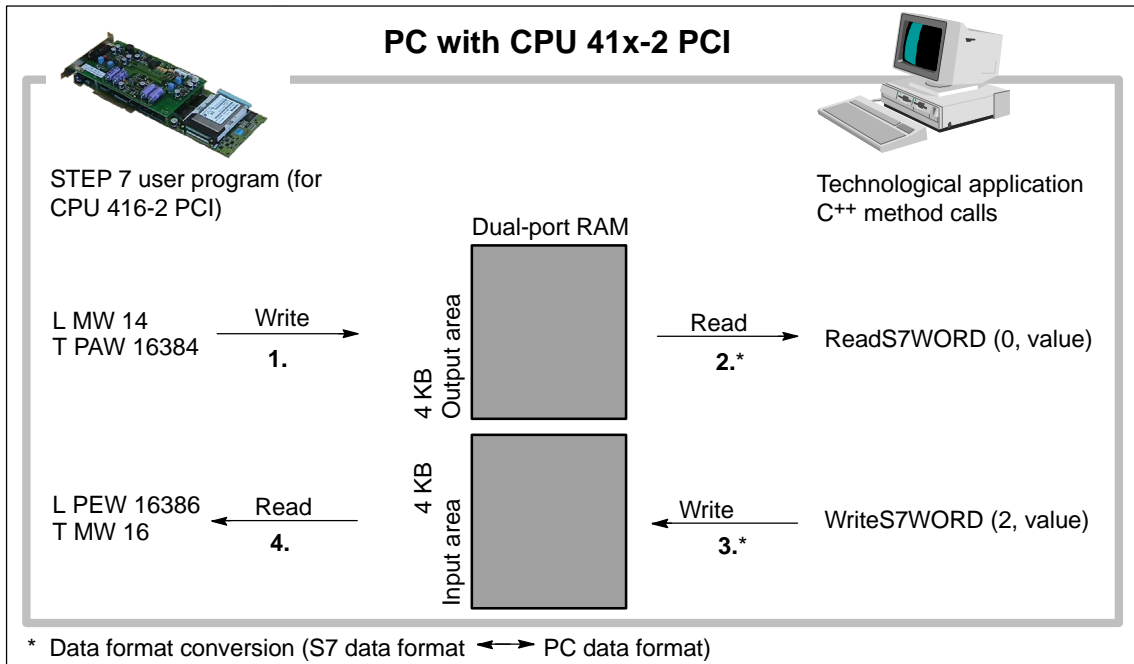 PC with CPU 41x-2 PCI
STEP 7 user program (for
CPU 416-2 PCI)
Technological application
C++ method calls
Dual-port RAM
L MW 14
T PAW 16384
Write
1.
4 KB
Output area
Read
2.*
ReadS7WORD (0, value)
L PEW 16386
T MW 16
Read
4.
4 KB
Input area
Write
3.*
WriteS7WORD (2, value)
* Data format conversion (S7 data format ◄─► PC data format)